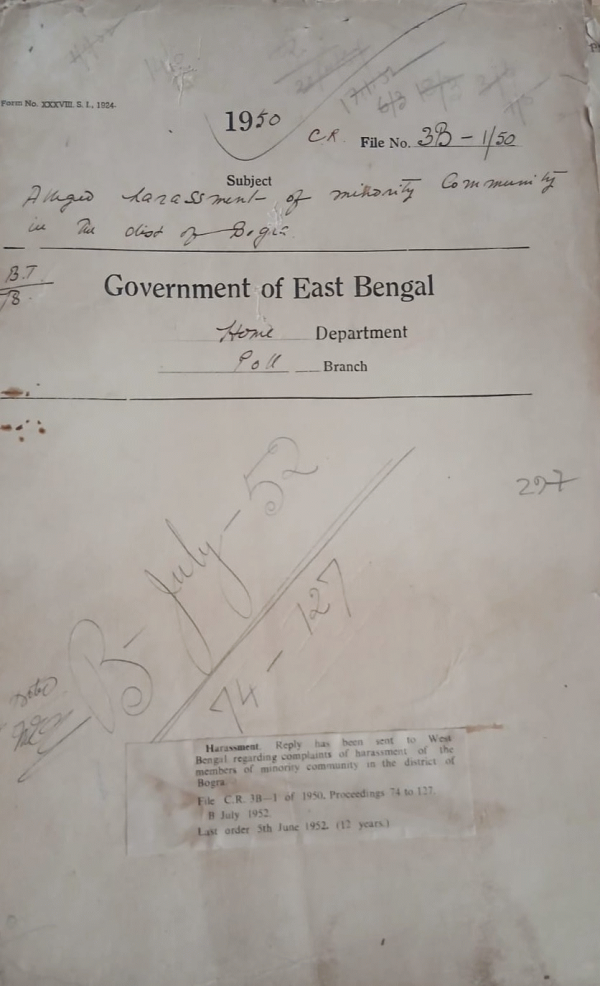 Form No. XXXVIII. S. I., 1924.
1950
C.R. File No. 3B - 1/50
Subject
Alleged harassment of minority Community
in the dist of Bogra.
B.T.
B.
Government of East Bengal
Home Department
Poll Branch
297
B - July - 52
74 - 127
Harassment. Reply has been sent to West
Bengal regarding complaints of harassment of the
members of minority community in the district of
Bogra.
File C.R. 3B—1 of 1950, Proceedings 74 to 127,
B July 1952.
Last order 5th June 1952. (12 years.)